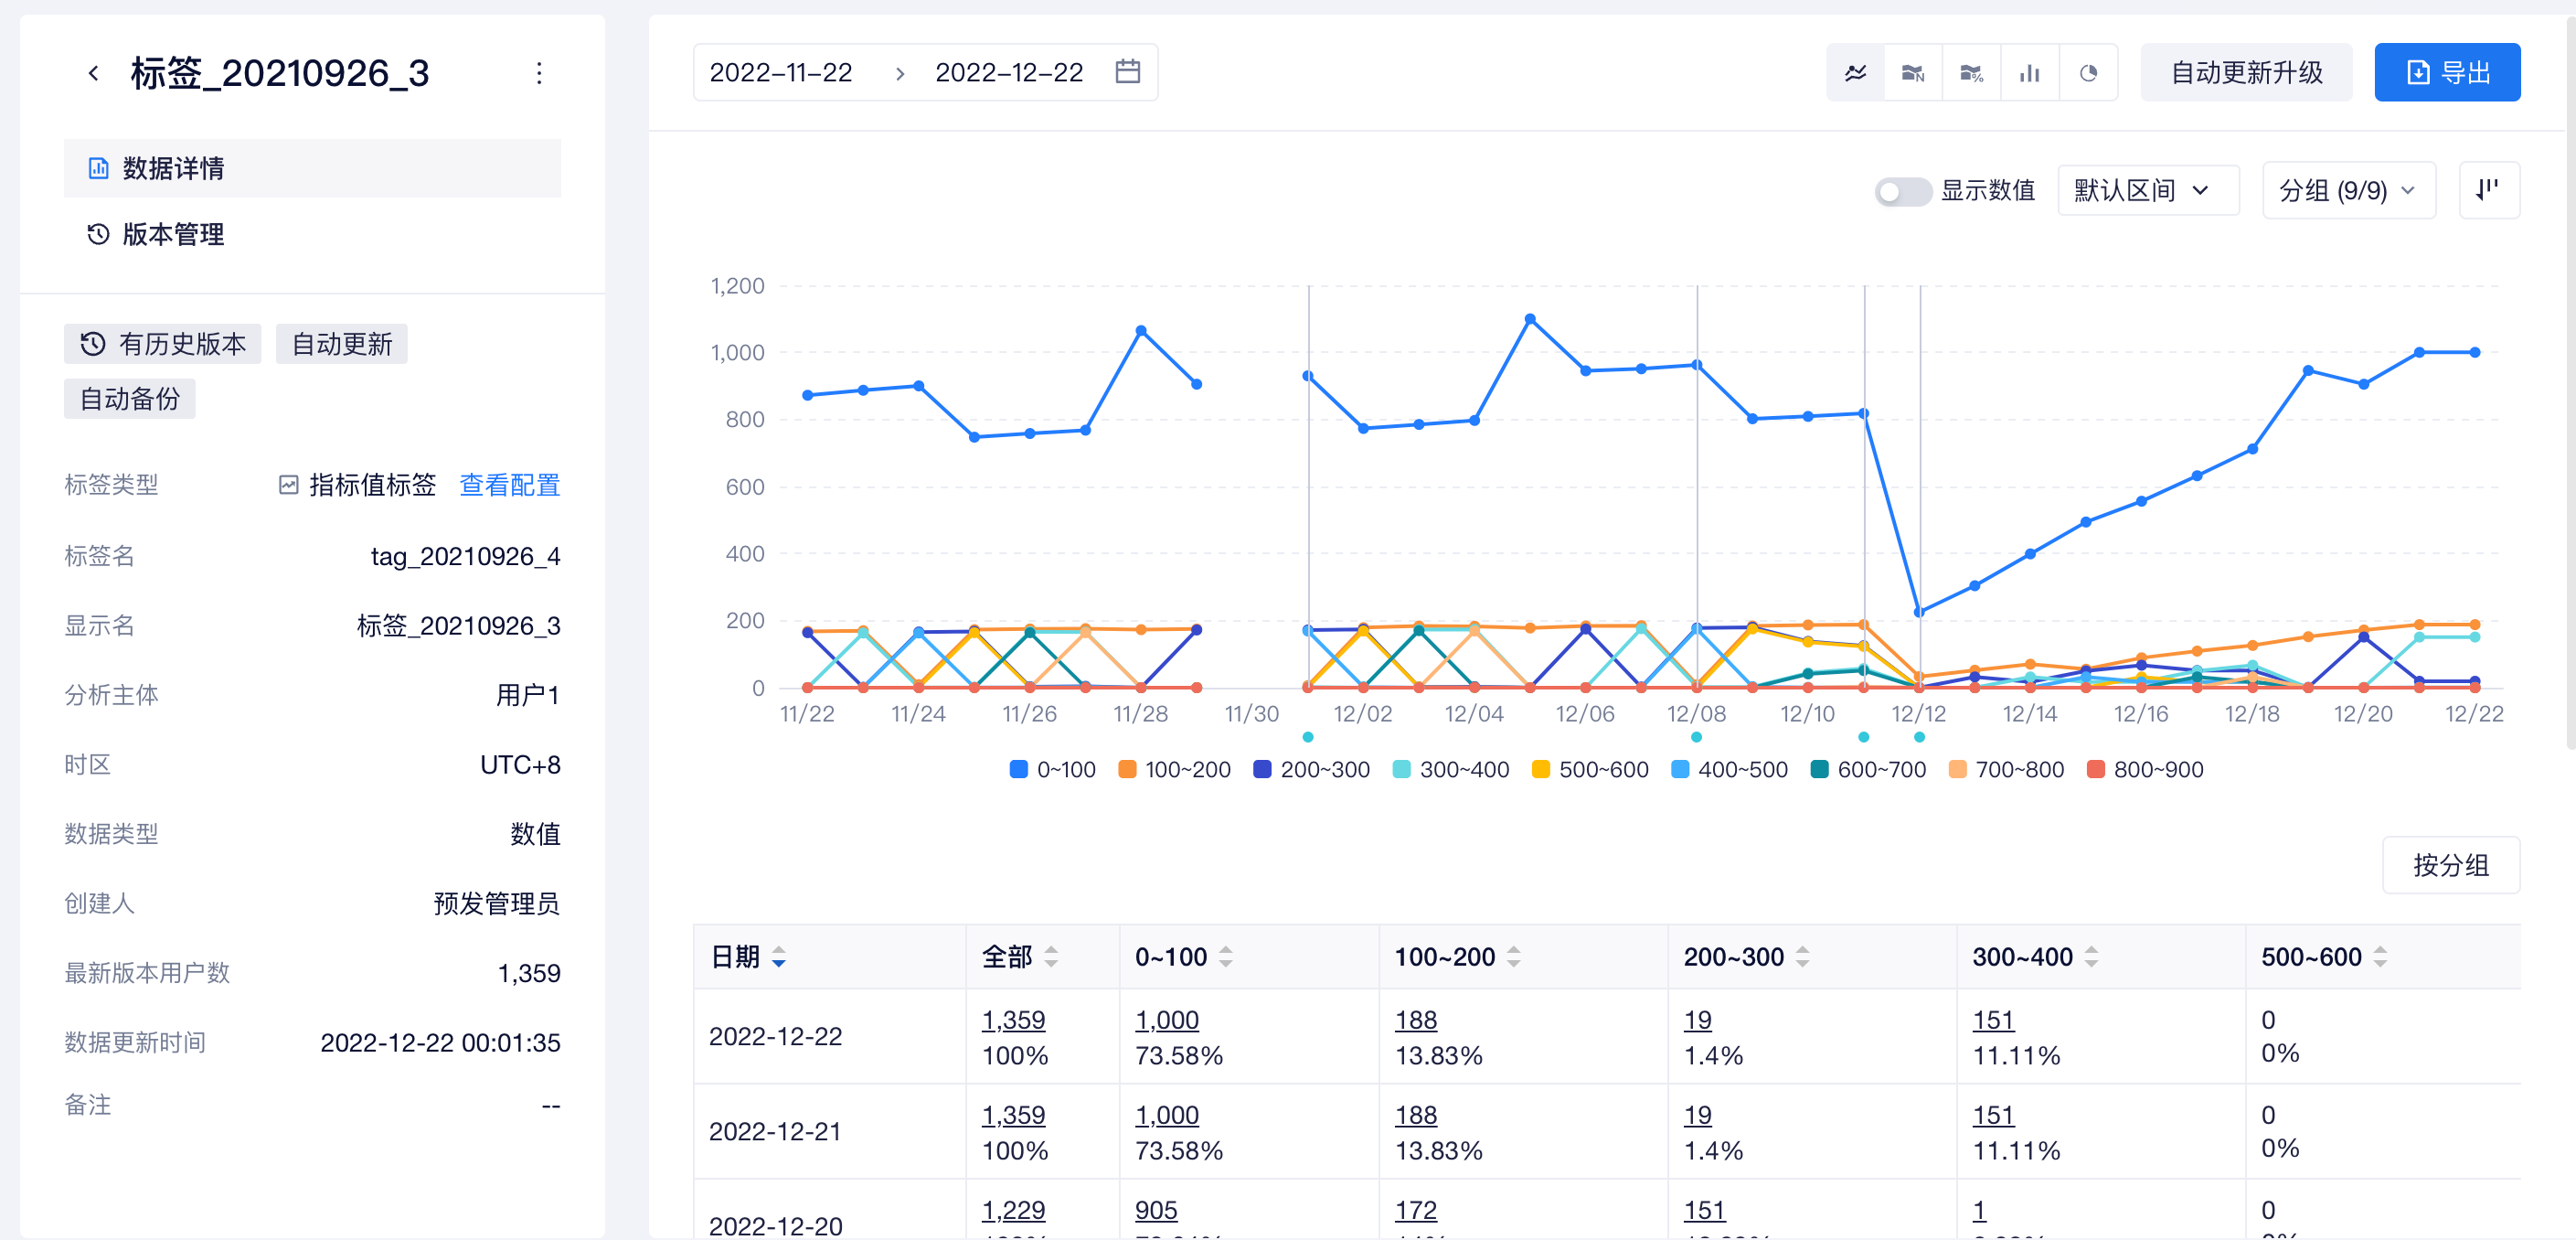 标签_20210926_3
数据详情
版本管理
有历史版本 自动更新
自动备份
标签类型 指标值标签 查看配置
标签名 tag_20210926_4
显示名 标签_20210926_3
分析主体 用户1
时区 UTC+8
数据类型 数值
创建人 预发管理员
最新版本用户数 1,359
数据更新时间 2022-12-22 00:01:35
备注 --
2022-11-22 > 2022-12-22 自动更新升级 导出
显示数值 默认区间 分组 (9/9)
1,200
1,000
800
600
400
200
0
11/22 11/24 11/26 11/28 11/30 12/02 12/04 12/06 12/08 12/10 12/12 12/14 12/16 12/18 12/20 12/22
0~100 100~200 200~300 300~400 500~600 400~500 600~700 700~800 800~900
按分组
日期 全部 0~100 100~200 200~300 300~400 500~600
2022-12-22 1,359 1,000 188 19 151 0
100% 73.58% 13.83% 1.4% 11.11% 0%
2022-12-21 1,359 1,000 188 19 151 0
100% 73.58% 13.83% 1.4% 11.11% 0%
2022-12-20 1,229 905 172 151 1 0